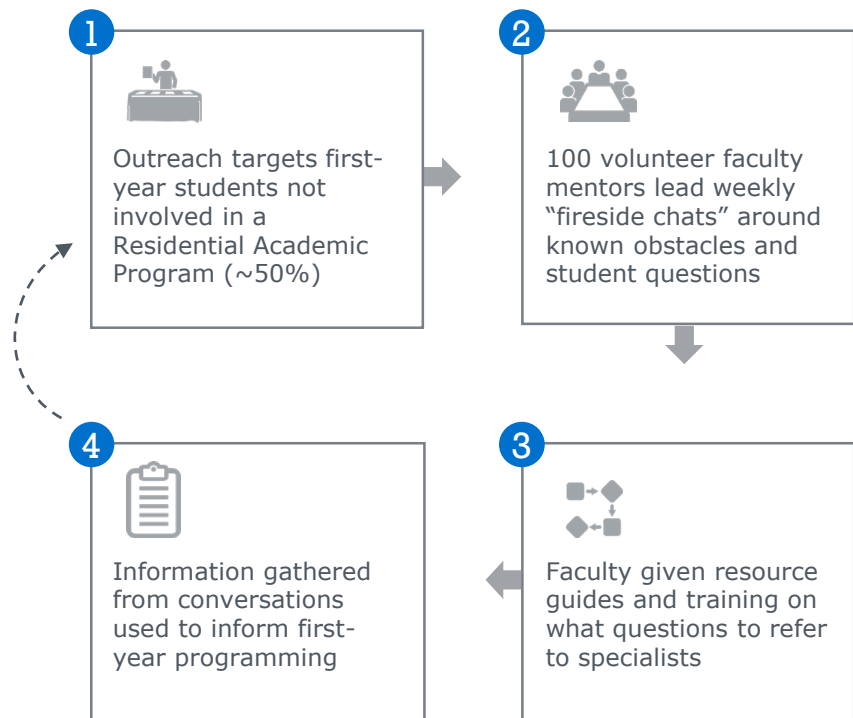 1
Outreach targets first-
year students not
involved in a
Residential Academic
Program (~50%)
2
100 volunteer faculty
mentors lead weekly
“fireside chats” around
known obstacles and
student questions
3
Faculty given resource
guides and training on
what questions to refer
to specialists
4
Information gathered
from conversations
used to inform first-
year programming